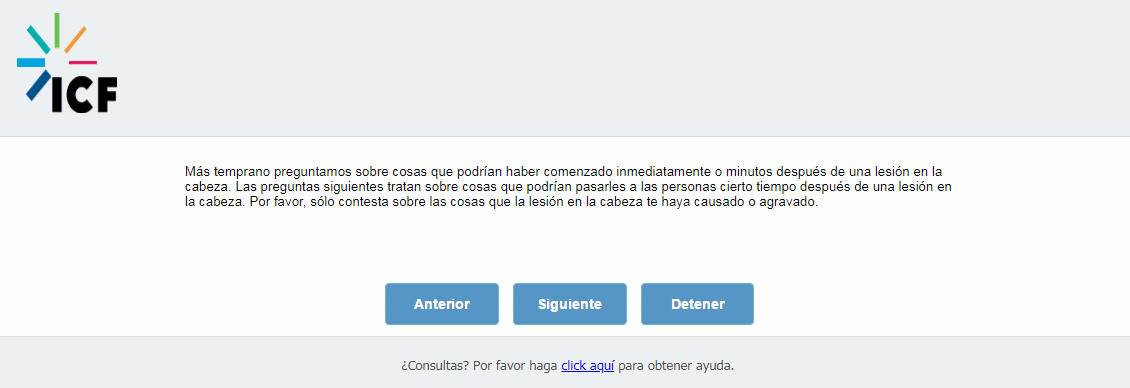 ICF
Más temprano preguntamos sobre cosas que podrían haber comenzado inmediatamente o minutos después de una lesión en la
cabeza. Las preguntas siguientes tratan sobre cosas que podrían pasarles a las personas cierto tiempo después de una lesión en
la cabeza. Por favor, sólo contesta sobre las cosas que la lesión en la cabeza te haya causado o agravado.
Anterior
Siguiente
Detener
¿Consultas? Por favor haga click aquí para obtener ayuda.